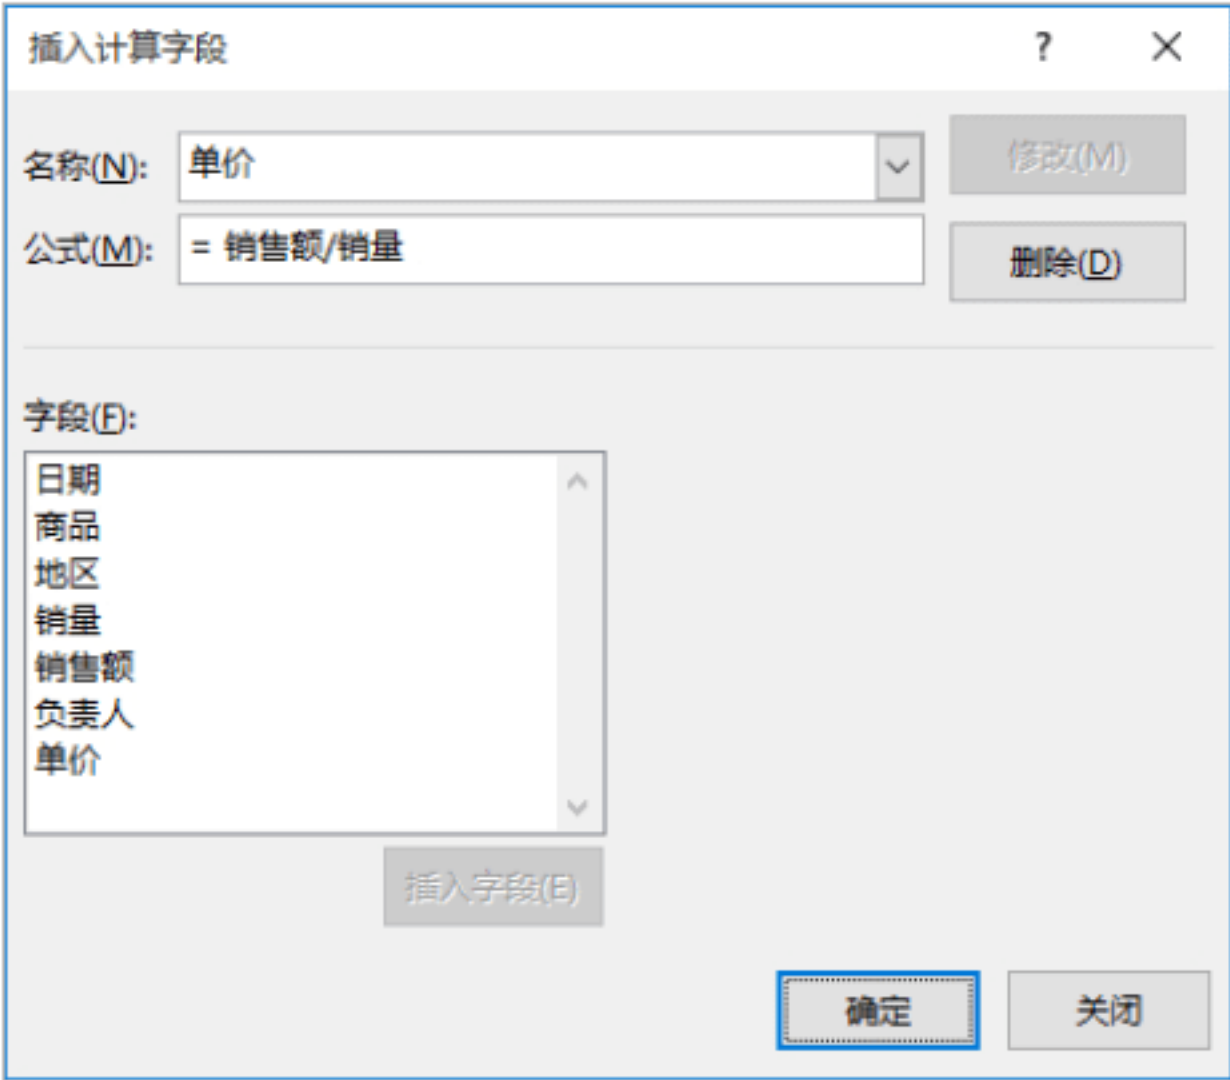 插入计算字段 ?
名称(N): 单价 修改(M)
公式(M): = 销售额/销量 删除(D)
字段(F):
日期
商品
地区
销量
销售额
负责人
单价
插入字段(E)
确定 关闭